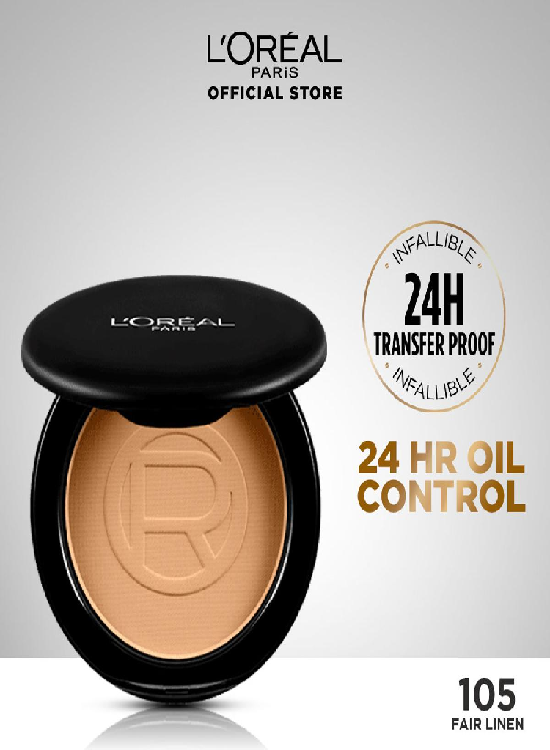 L'ORÉAL
PARiS
OFFICIAL STORE
INFALLIBLE
24H
TRANSFER PROOF
INFALLIBLE
L'ORÉAL
PARIS
R
24 HR OIL
CONTROL
105
FAIR LINEN